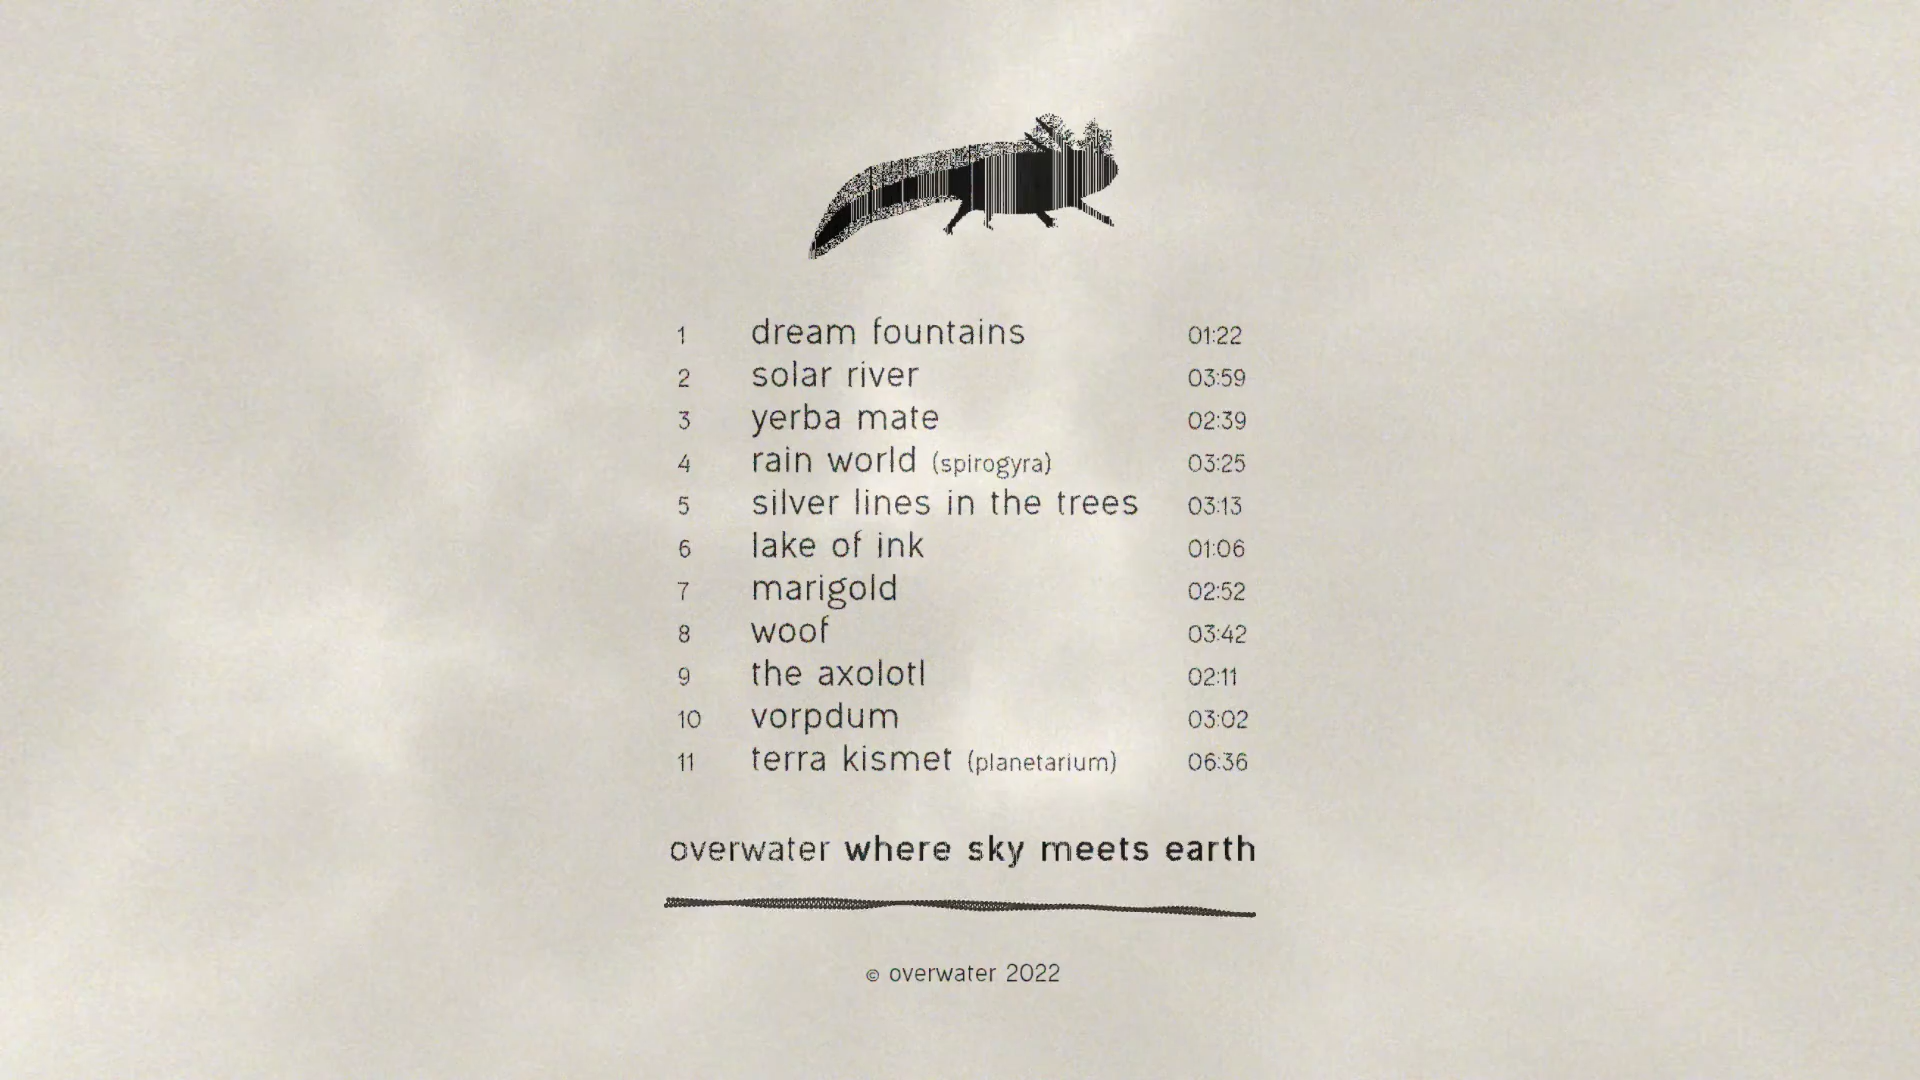 1 dream fountains 01:22
2 solar river 03:59
3 yerba mate 02:39
4 rain world (spirogyra) 03:25
5 silver lines in the trees 03:13
6 lake of ink 01:06
7 marigold 02:52
8 woof 03:42
9 the axolotl 02:11
10 vorpdum 03:02
11 terra kismet (planetarium) 06:36
overwater where sky meets earth
© overwater 2022